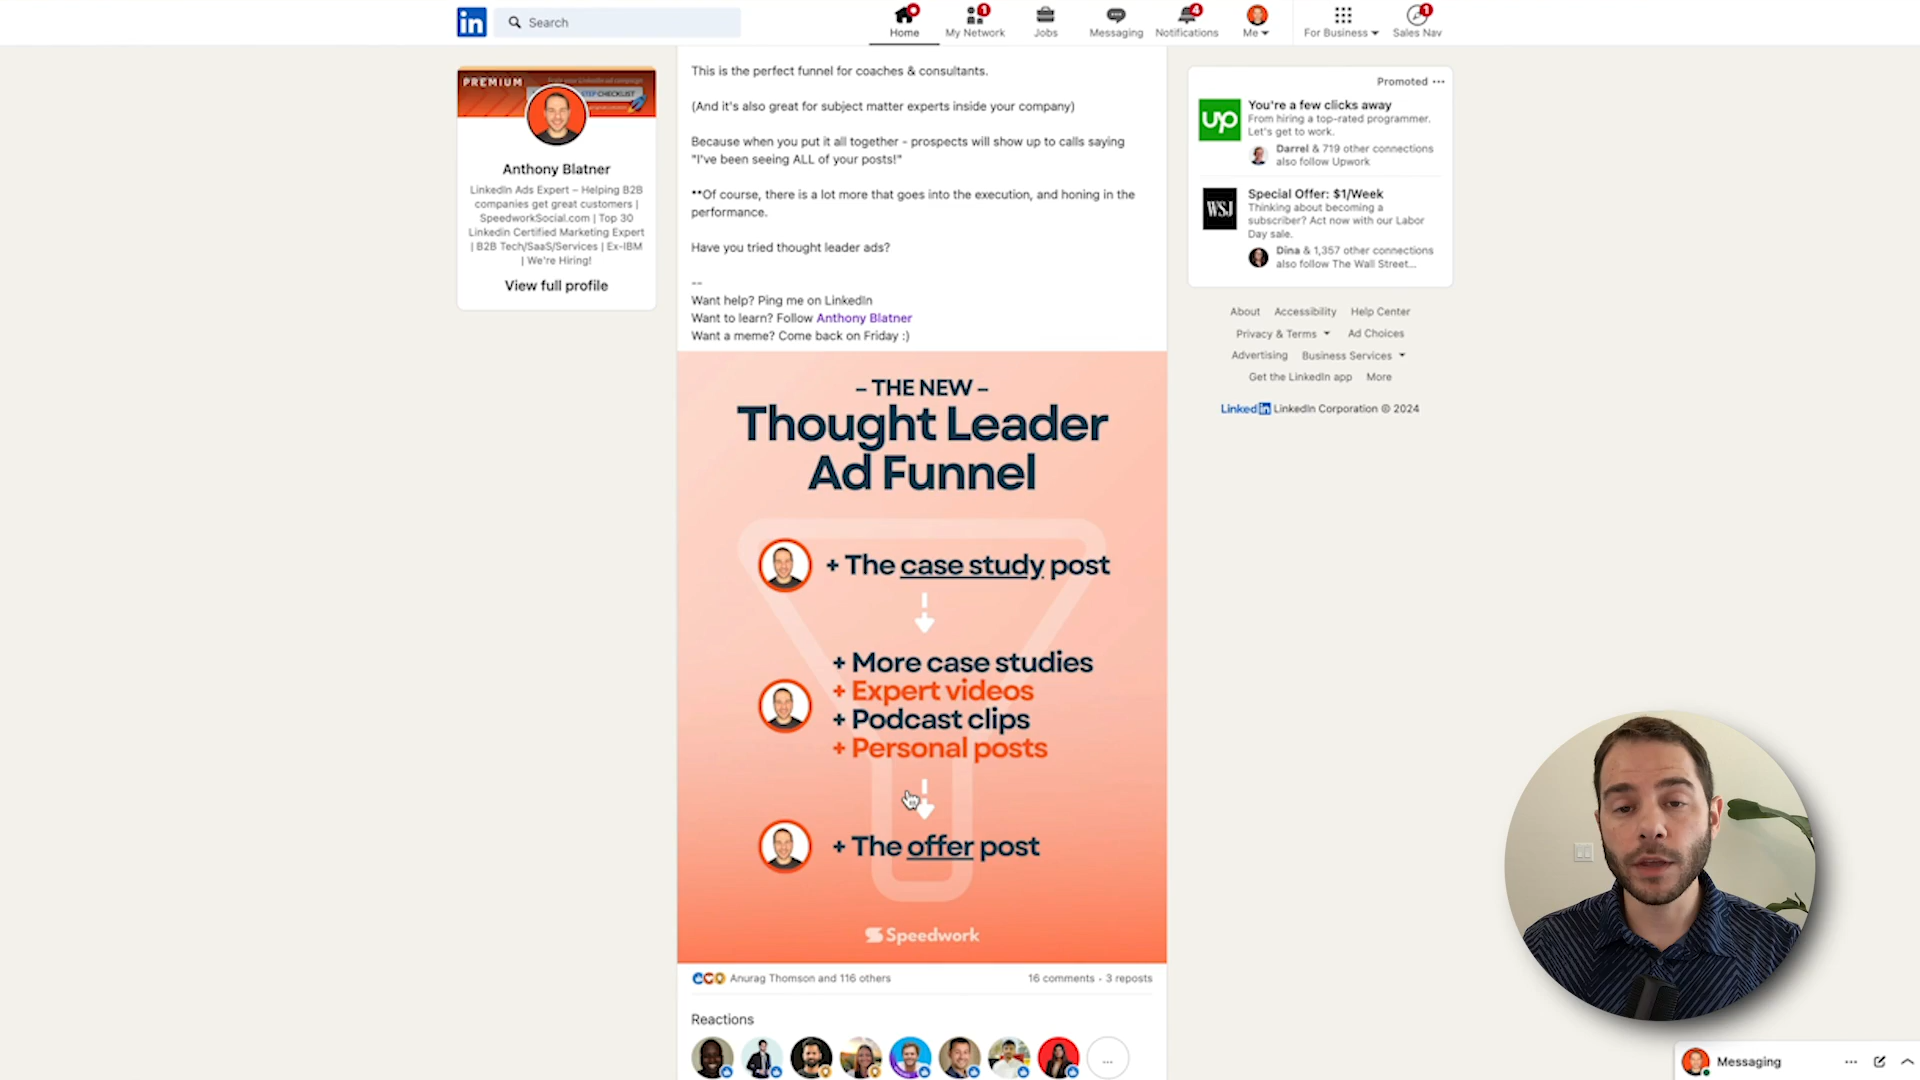 in
Search
Home
1
My Network
Jobs
Messaging
4
Notifications
Me
For Business
1
Sales Nav
PREMIUM
STEP CHECKLIST
Anthony Blatner
LinkedIn Ads Expert – Helping B2B
companies get great customers |
SpeedworkSocial.com | Top 30
Linkedin Certified Marketing Expert
| B2B Tech/SaaS/Services | Ex-IBM
| We're Hiring!
View full profile
This is the perfect funnel for coaches & consultants.
(And it's also great for subject matter experts inside your company)
Because when you put it all together - prospects will show up to calls saying
"I've been seeing ALL of your posts!"
**Of course, there is a lot more that goes into the execution, and honing in the
performance.
Have you tried thought leader ads?
--
Want help? Ping me on LinkedIn
Want to learn? Follow Anthony Blatner
Want a meme? Come back on Friday :)
– THE NEW –
Thought Leader
Ad Funnel
+ The case study post
+ More case studies
+ Expert videos
+ Podcast clips
+ Personal posts
+ The offer post
Speedwork
Anurag Thomson and 116 others
16 comments - 3 reposts
Reactions
...
Promoted ...
up
You're a few clicks away
From hiring a top-rated programmer.
Let's get to work.
Darrel & 719 other connections
also follow Upwork
WSJ
Special Offer: $1/Week
Thinking about becoming a
subscriber? Act now with our Labor
Day sale.
Dina & 1,357 other connections
also follow The Wall Street...
About Accessibility Help Center
Privacy & Terms Ad Choices
Advertising Business Services
Get the LinkedIn app More
Linked in LinkedIn Corporation © 2024
Messaging
...